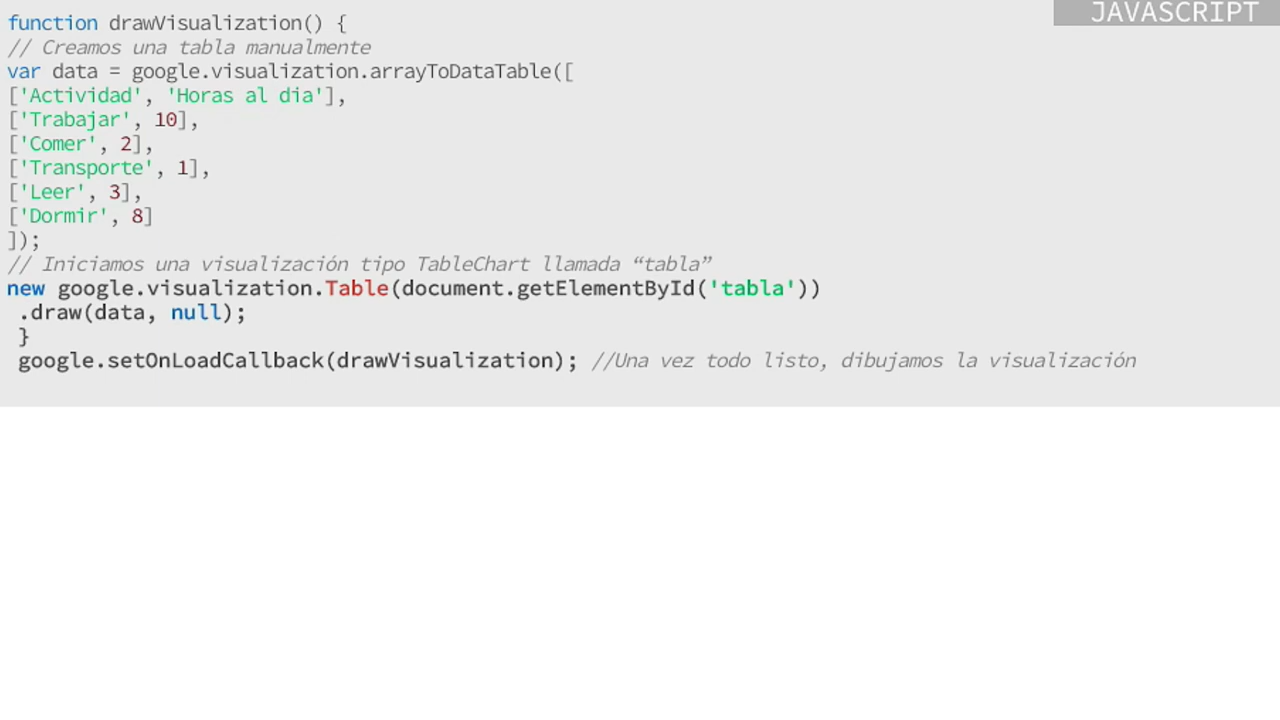 JAVASCRIPT
function drawVisualization() {
// Creamos una tabla manualmente
var data = google.visualization.arrayToDataTable([
['Actividad', 'Horas al dia'],
['Trabajar', 10],
['Comer', 2],
['Transporte', 1],
['Leer', 3],
['Dormir', 8]
]);
// Iniciamos una visualización tipo TableChart llamada “tabla”
new google.visualization.Table(document.getElementById('tabla'))
.draw(data, null);
}
google.setOnLoadCallback(drawVisualization); //Una vez todo listo, dibujamos la visualización